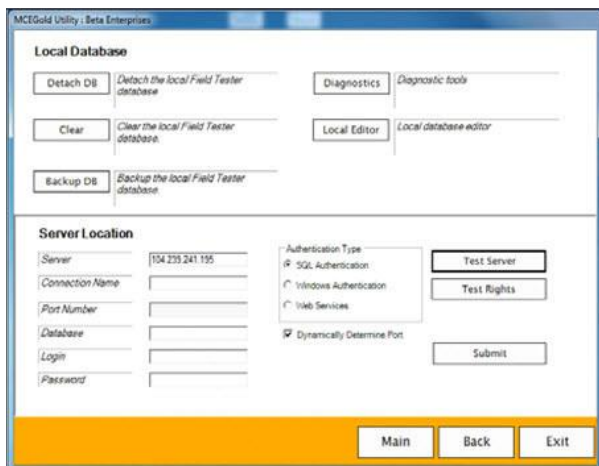 MCEGold Utility : Beta Enterprises
Local Database
Detach DB
Detach the local Field Tester
database
Diagnostics
Diagnostic tools
Clear
Clear the local Field Tester
database.
Local Editor
Local database editor
Backup DB
Backup the local Field Tester
database.
Server Location
Server
104.239.241.195
Connection Name
Port Number
Database
Login
Password
Authentication Type
SQL Authentication
Windows Authentication
Web Services
Dynamically Determine Port
Test Server
Test Rights
Submit
Main
Back
Exit